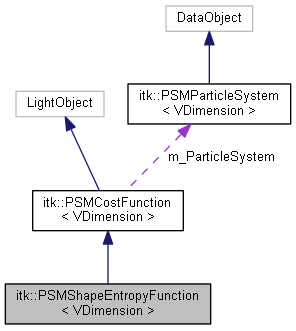 DataObject
LightObject
itk::PSMParticleSystem
< VDimension >
m_ParticleSystem
itk::PSMCostFunction
< VDimension >
itk::PSMShapeEntropyFunction
< VDimension >